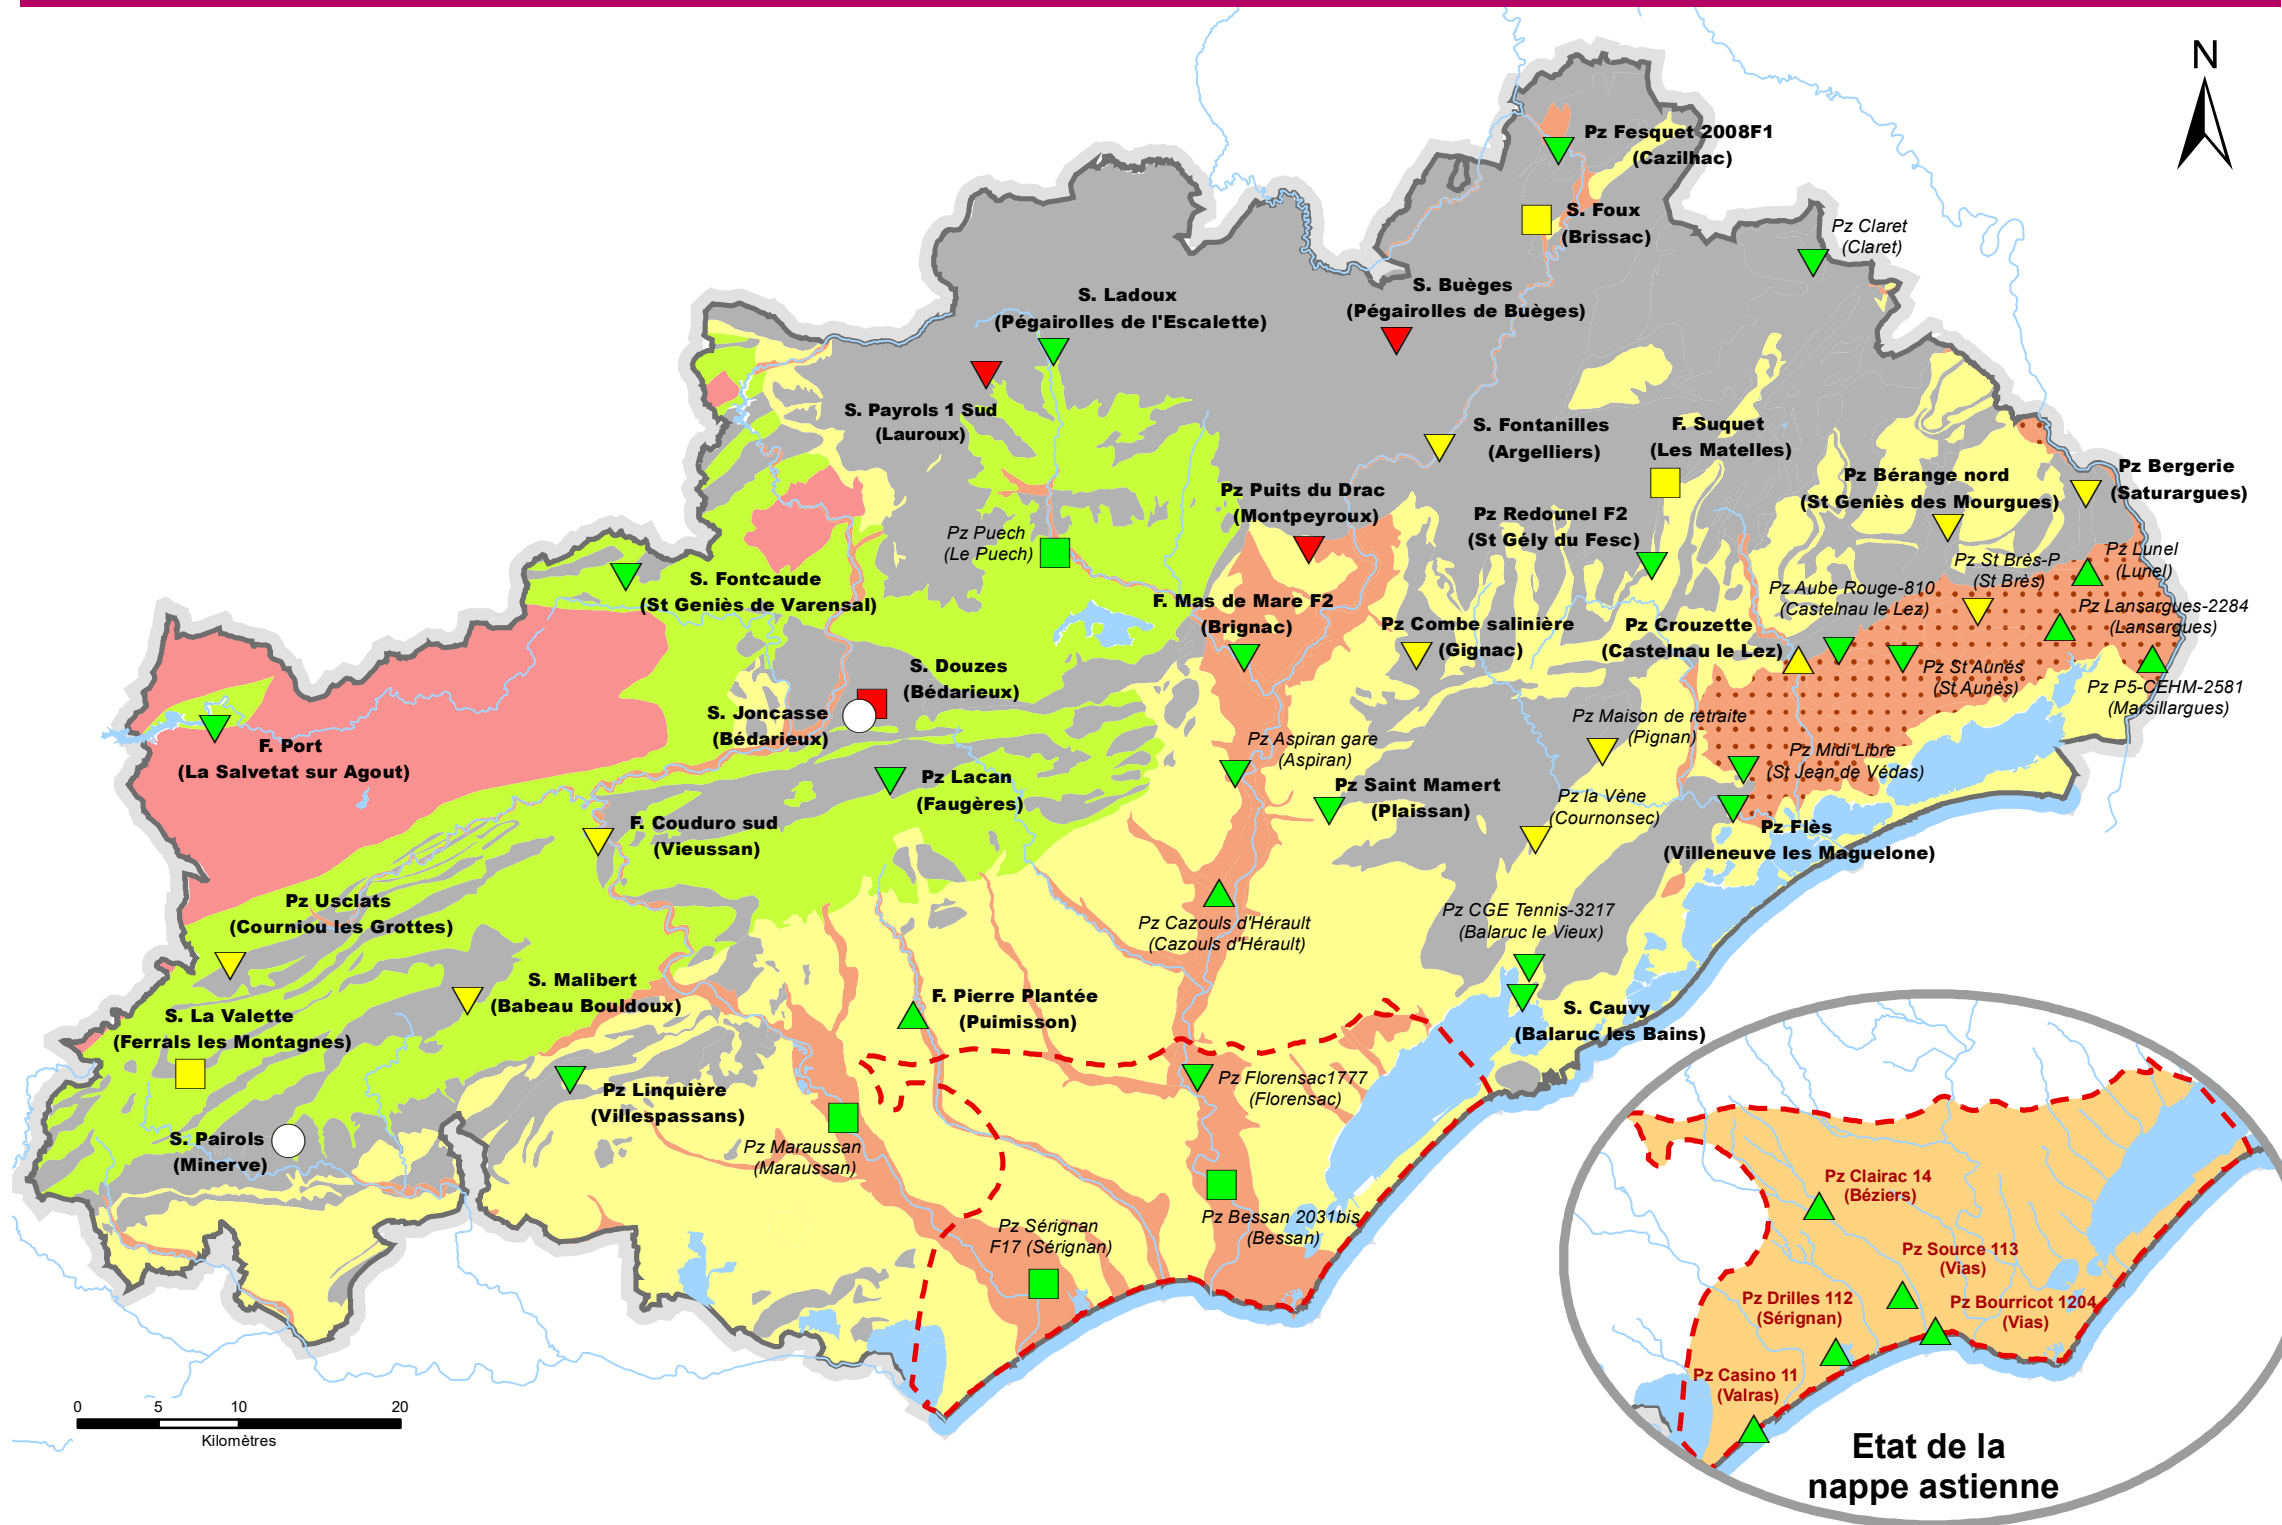 N
Pz Fesquet 2008F1
(Cazilhac)
S. Foux
(Brissac)
Pz Claret
(Claret)
S. Buèges
(Pégairolles de Buèges)
S. Ladoux
(Pégairolles de l'Escalette)
S. Payrols 1 Sud
(Lauroux)
S. Fontanilles
(Argelliers)
F. Suquet
(Les Matelles)
Pz Bérange nord
(St Geniès des Mourgues)
Pz Bergerie
(Saturargues)
Pz Puits du Drac
(Montpeyroux)
Pz Redounel F2
(St Gély du Fesc)
Pz Puech
(Le Puech)
Pz St Brès-P
(St Brès)
Pz Lunel
(Lunel)
S. Fontcaude
(St Geniès de Varensal)
F. Mas de Mare F2
(Brignac)
Pz Aube Rouge-810
(Castelnau le Lez)
Pz Lansargues-2284
(Lansargues)
Pz Combe salinière
(Gignac)
Pz Crouzette
(Castelnau le Lez)
S. Douzes
(Bédarieux)
Pz St Aunés
(St Aunès)
Pz P5-CEHM-2581
(Marsillargues)
S. Joncasse
(Bédarieux)
Pz Maison de retraite
(Pignan)
F. Port
(La Salvetat sur Agout)
Pz Aspiran gare
(Aspiran)
Pz Midi Libre
(St Jean de Védas)
Pz Lacan
(Faugères)
Pz Saint Mamert
(Plaissan)
Pz la Vène
(Cournonsec)
F. Couduro sud
(Vieussan)
Pz Flès
(Villeneuve les Maguelone)
Pz Usclats
(Courniou les Grottes)
Pz Cazouls d'Hérault
(Cazouls d'Hérault)
Pz CGE Tennis-3217
(Balaruc le Vieux)
S. Malibert
(Babeau Bouldoux)
F. Pierre Plantée
(Puimisson)
S. Cauvy
(Balaruc les Bains)
S. La Valette
(Ferrals les Montagnes)
Pz Linquière
(Villespassans)
Pz Florensac1777
(Florensac)
S. Pairols
(Minerve)
Pz Maraussan
(Maraussan)
Pz Sérignan
F17 (Sérignan)
Pz Bessan 2031bis
(Bessan)
Pz Clairac 14
(Béziers)
Pz Source 113
(Vias)
Pz Drilles 112
(Sérignan)
Pz Bourricot 1204
(Vias)
Pz Casino 11
(Valras)
Etat de la
nappe astienne
0 5 10 20
Kilomètres